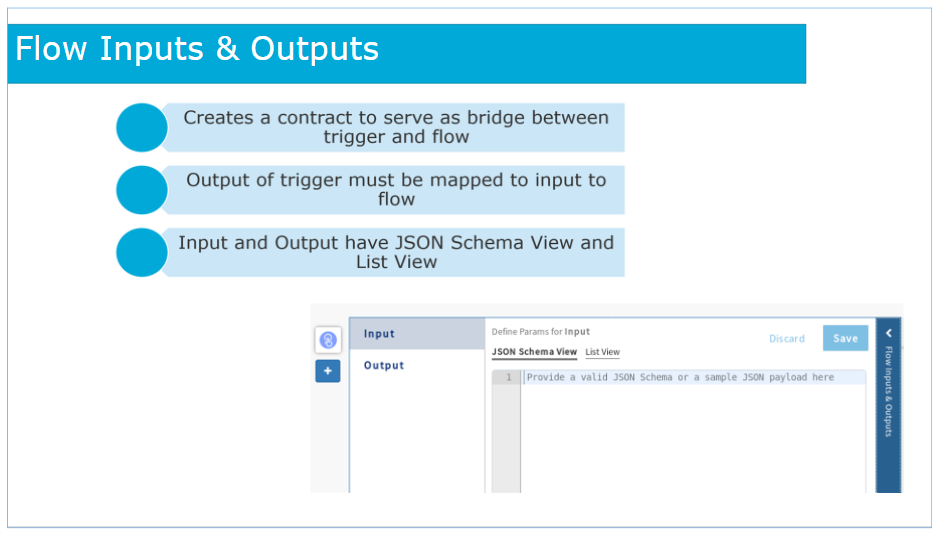 Flow Inputs & Outputs
Creates a contract to serve as bridge between
trigger and flow
Output of trigger must be mapped to input to
flow
Input and Output have JSON Schema View and
List View
Input
Output
Define Params for Input
JSON Schema View List View
Discard
Save
1 Provide a valid JSON Schema or a sample JSON payload here
Flow Inputs & Outputs